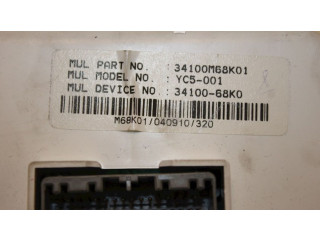 MUL PART NO. : 34100M68K01
MUL MODEL NO. : YC5-001
MUL DEVICE NO. : 34100-68K0
M68K01/040910/320